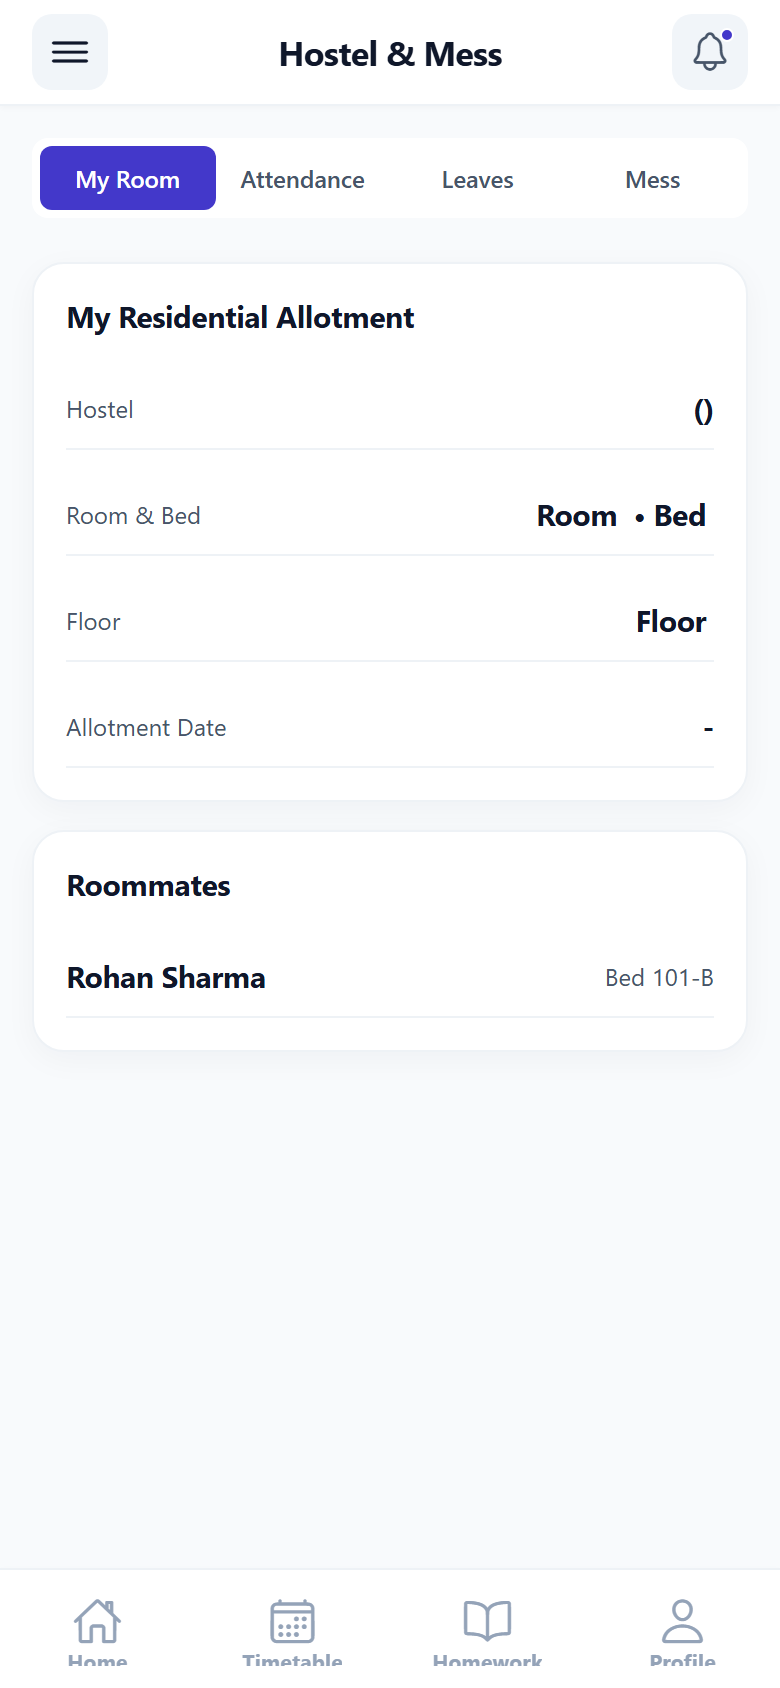 Hostel & Mess
My Room Attendance Leaves Mess
My Residential Allotment
Hostel ()
Room & Bed Room • Bed
Floor Floor
Allotment Date -
Roommates
Rohan Sharma Bed 101-B
Home Timetable Homework Profile